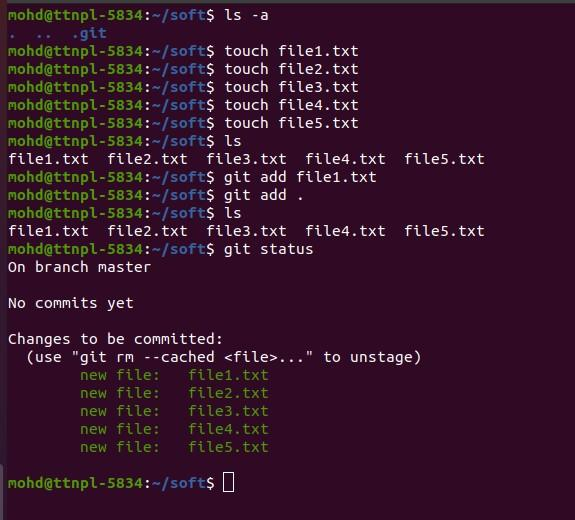 mohd@ttnpl-5834:~/soft$ ls -a
.  ..  .git
mohd@ttnpl-5834:~/soft$ touch file1.txt
mohd@ttnpl-5834:~/soft$ touch file2.txt
mohd@ttnpl-5834:~/soft$ touch file3.txt
mohd@ttnpl-5834:~/soft$ touch file4.txt
mohd@ttnpl-5834:~/soft$ touch file5.txt
mohd@ttnpl-5834:~/soft$ ls
file1.txt  file2.txt  file3.txt  file4.txt  file5.txt
mohd@ttnpl-5834:~/soft$ git add file1.txt
mohd@ttnpl-5834:~/soft$ git add .
mohd@ttnpl-5834:~/soft$ ls
file1.txt  file2.txt  file3.txt  file4.txt  file5.txt
mohd@ttnpl-5834:~/soft$ git status
On branch master

No commits yet

Changes to be committed:
  (use "git rm --cached <file>..." to unstage)
        new file:   file1.txt
        new file:   file2.txt
        new file:   file3.txt
        new file:   file4.txt
        new file:   file5.txt

mohd@ttnpl-5834:~/soft$